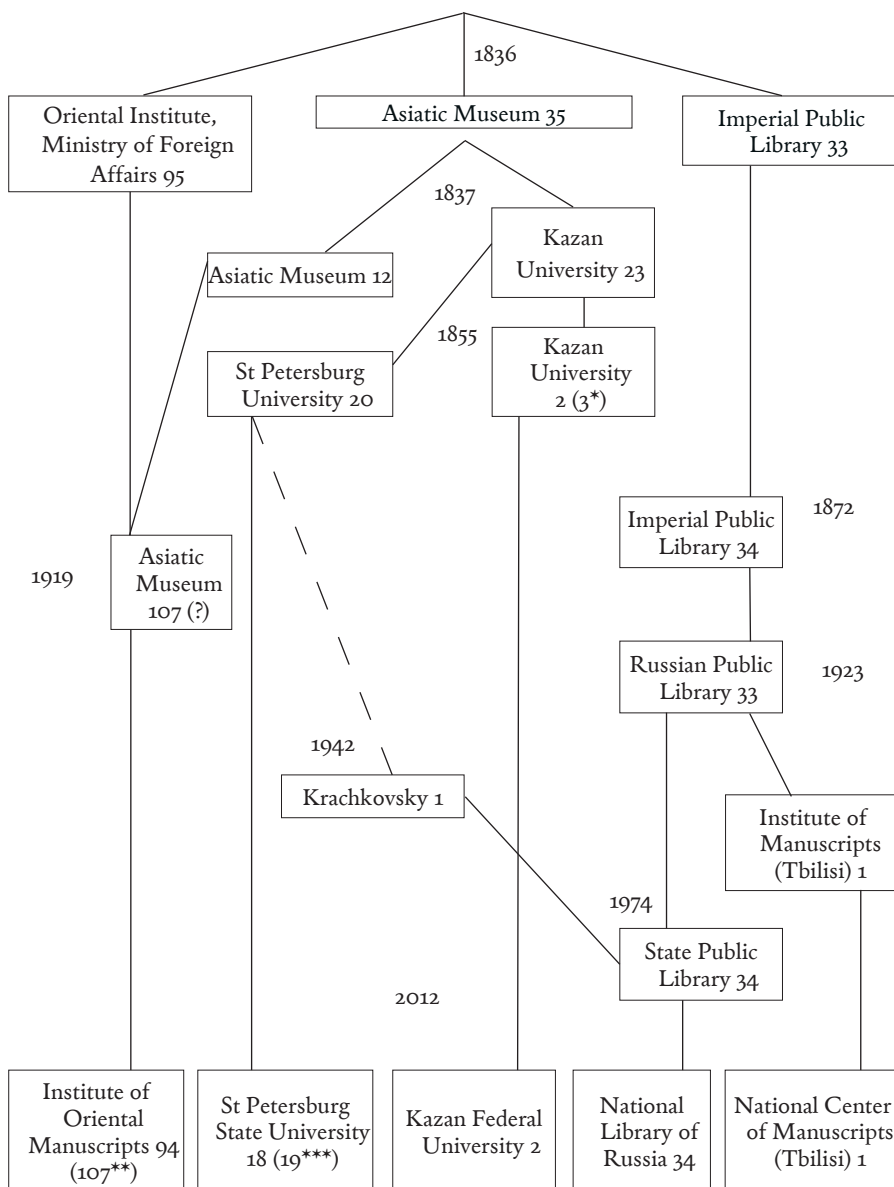 1836
Oriental Institute,
Ministry of Foreign
Affairs 95
Asiatic Museum 35
Imperial Public
Library 33
1837
Asiatic Museum 12
Kazan
University 23
1855
St Petersburg
University 20
Kazan
University
2 (3*)
Imperial Public
Library 34
1872
1919
Asiatic
Museum
107 (?)
Russian Public
Library 33
1923
1942
Krachkovsky 1
Institute of
Manuscripts
(Tbilisi) 1
1974
State Public
Library 34
2012
Institute of
Oriental
Manuscripts 94
(107**)
St Petersburg
State University
18 (19***)
Kazan Federal
University 2
National
Library of
Russia 34
National Center
of Manuscripts
(Tbilisi) 1